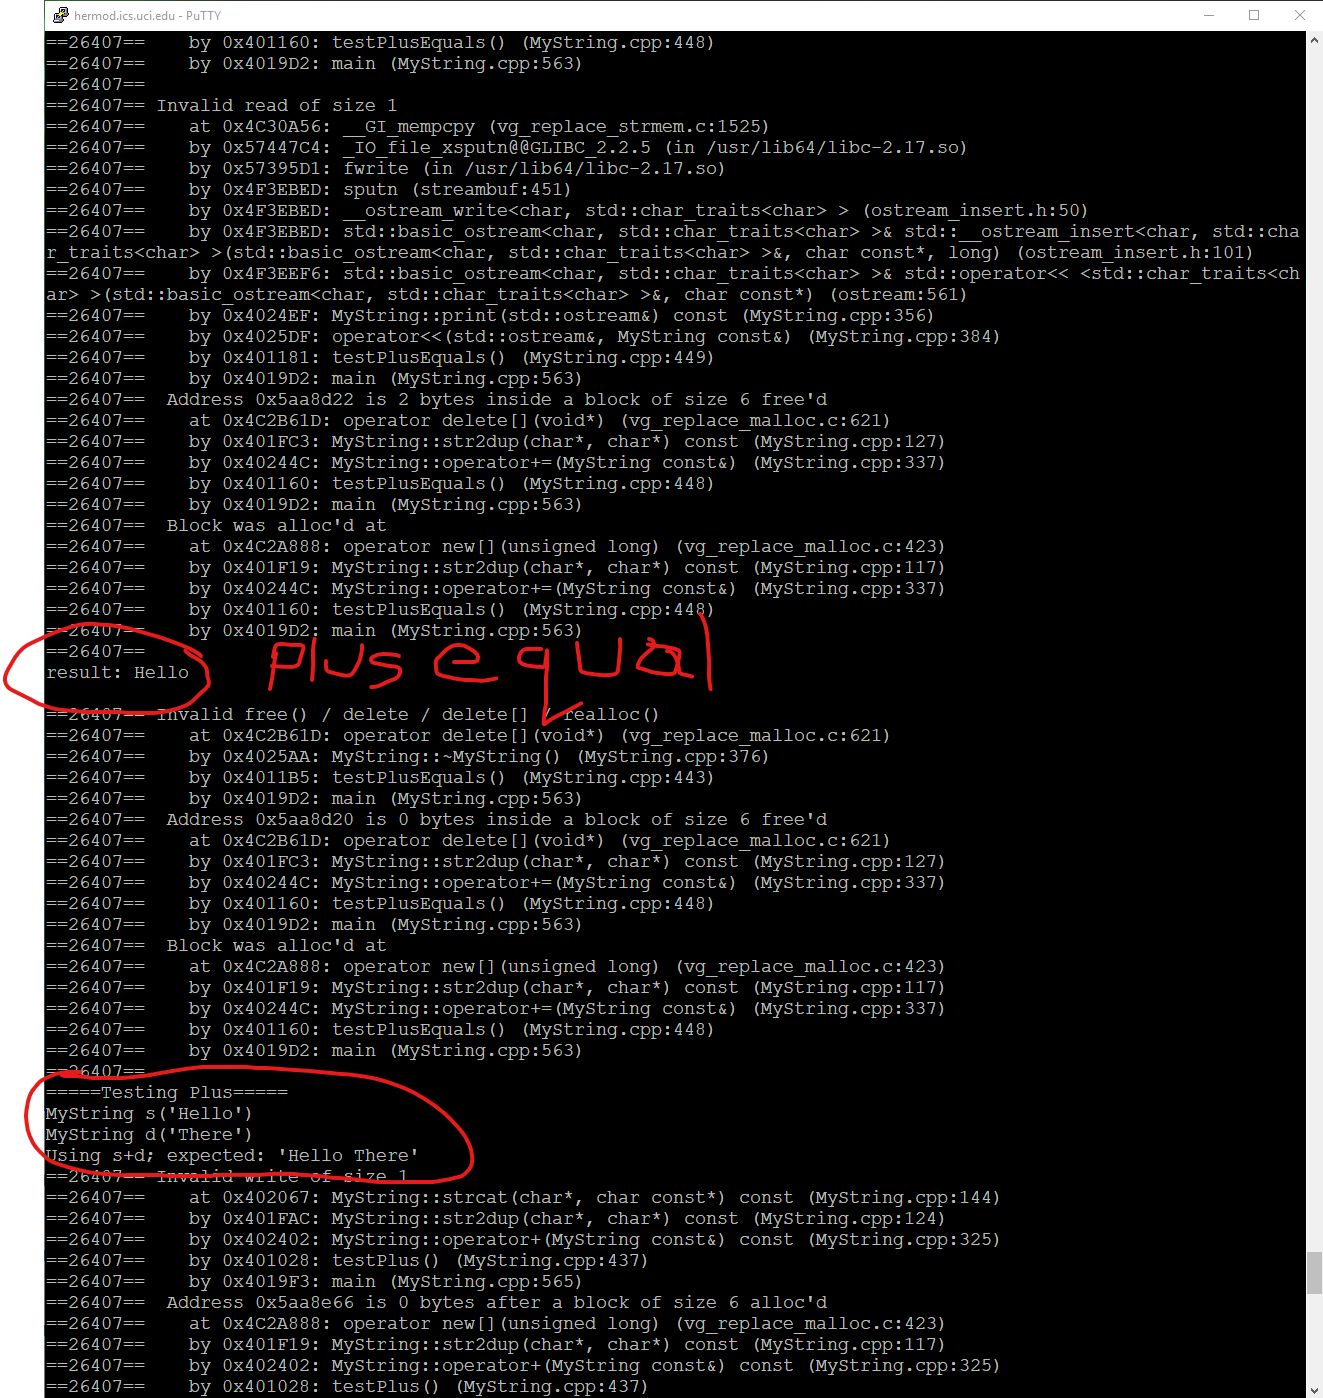 hermod.ics.uci.edu - PuTTY
==26407==    by 0x401160: testPlusEquals() (MyString.cpp:448)
==26407==    by 0x4019D2: main (MyString.cpp:563)
==26407==
==26407== Invalid read of size 1
==26407==    at 0x4C30A56: __GI_mempcpy (vg_replace_strmem.c:1525)
==26407==    by 0x57447C4: _IO_file_xsputn@@GLIBC_2.2.5 (in /usr/lib64/libc-2.17.so)
==26407==    by 0x57395D1: fwrite (in /usr/lib64/libc-2.17.so)
==26407==    by 0x4F3EBED: sputn (streambuf:451)
==26407==    by 0x4F3EBED: __ostream_write<char, std::char_traits<char> > (ostream_insert.h:50)
==26407==    by 0x4F3EBED: std::basic_ostream<char, std::char_traits<char> >& std::__ostream_insert<char, std::cha
r_traits<char> >(std::basic_ostream<char, std::char_traits<char> >&, char const*, long) (ostream_insert.h:101)
==26407==    by 0x4F3EEF6: std::basic_ostream<char, std::char_traits<char> >& std::operator<< <std::char_traits<ch
ar> >(std::basic_ostream<char, std::char_traits<char> >&, char const*) (ostream:561)
==26407==    by 0x4024EF: MyString::print(std::ostream&) const (MyString.cpp:356)
==26407==    by 0x4025DF: operator<<(std::ostream&, MyString const&) (MyString.cpp:384)
==26407==    by 0x401181: testPlusEquals() (MyString.cpp:449)
==26407==    by 0x4019D2: main (MyString.cpp:563)
==26407==  Address 0x5aa8d22 is 2 bytes inside a block of size 6 free'd
==26407==    at 0x4C2B61D: operator delete[](void*) (vg_replace_malloc.c:621)
==26407==    by 0x401FC3: MyString::str2dup(char*, char*) const (MyString.cpp:127)
==26407==    by 0x40244C: MyString::operator+=(MyString const&) (MyString.cpp:337)
==26407==    by 0x401160: testPlusEquals() (MyString.cpp:448)
==26407==    by 0x4019D2: main (MyString.cpp:563)
==26407==  Block was alloc'd at
==26407==    at 0x4C2A888: operator new[](unsigned long) (vg_replace_malloc.c:423)
==26407==    by 0x401F19: MyString::str2dup(char*, char*) const (MyString.cpp:117)
==26407==    by 0x40244C: MyString::operator+=(MyString const&) (MyString.cpp:337)
==26407==    by 0x401160: testPlusEquals() (MyString.cpp:448)
==26407==    by 0x4019D2: main (MyString.cpp:563)
==26407==
result: Hello
plus equal
==26407== Invalid free() / delete / delete[] / realloc()
==26407==    at 0x4C2B61D: operator delete[](void*) (vg_replace_malloc.c:621)
==26407==    by 0x4025AA: MyString::~MyString() (MyString.cpp:376)
==26407==    by 0x4011B5: testPlusEquals() (MyString.cpp:443)
==26407==    by 0x4019D2: main (MyString.cpp:563)
==26407==  Address 0x5aa8d20 is 0 bytes inside a block of size 6 free'd
==26407==    at 0x4C2B61D: operator delete[](void*) (vg_replace_malloc.c:621)
==26407==    by 0x401FC3: MyString::str2dup(char*, char*) const (MyString.cpp:127)
==26407==    by 0x40244C: MyString::operator+=(MyString const&) (MyString.cpp:337)
==26407==    by 0x401160: testPlusEquals() (MyString.cpp:448)
==26407==    by 0x4019D2: main (MyString.cpp:563)
==26407==  Block was alloc'd at
==26407==    at 0x4C2A888: operator new[](unsigned long) (vg_replace_malloc.c:423)
==26407==    by 0x401F19: MyString::str2dup(char*, char*) const (MyString.cpp:117)
==26407==    by 0x40244C: MyString::operator+=(MyString const&) (MyString.cpp:337)
==26407==    by 0x401160: testPlusEquals() (MyString.cpp:448)
==26407==    by 0x4019D2: main (MyString.cpp:563)
==26407==
=====Testing Plus=====
MyString s('Hello')
MyString d('There')
Using s+d; expected: 'Hello There'
==26407== Invalid write of size 1
==26407==    at 0x402067: MyString::strcat(char*, char const*) const (MyString.cpp:144)
==26407==    by 0x401FAC: MyString::str2dup(char*, char*) const (MyString.cpp:124)
==26407==    by 0x402402: MyString::operator+(MyString const&) const (MyString.cpp:325)
==26407==    by 0x401028: testPlus() (MyString.cpp:437)
==26407==    by 0x4019F3: main (MyString.cpp:565)
==26407==  Address 0x5aa8e66 is 0 bytes after a block of size 6 alloc'd
==26407==    at 0x4C2A888: operator new[](unsigned long) (vg_replace_malloc.c:423)
==26407==    by 0x401F19: MyString::str2dup(char*, char*) const (MyString.cpp:117)
==26407==    by 0x402402: MyString::operator+(MyString const&) const (MyString.cpp:325)
==26407==    by 0x401028: testPlus() (MyString.cpp:437)